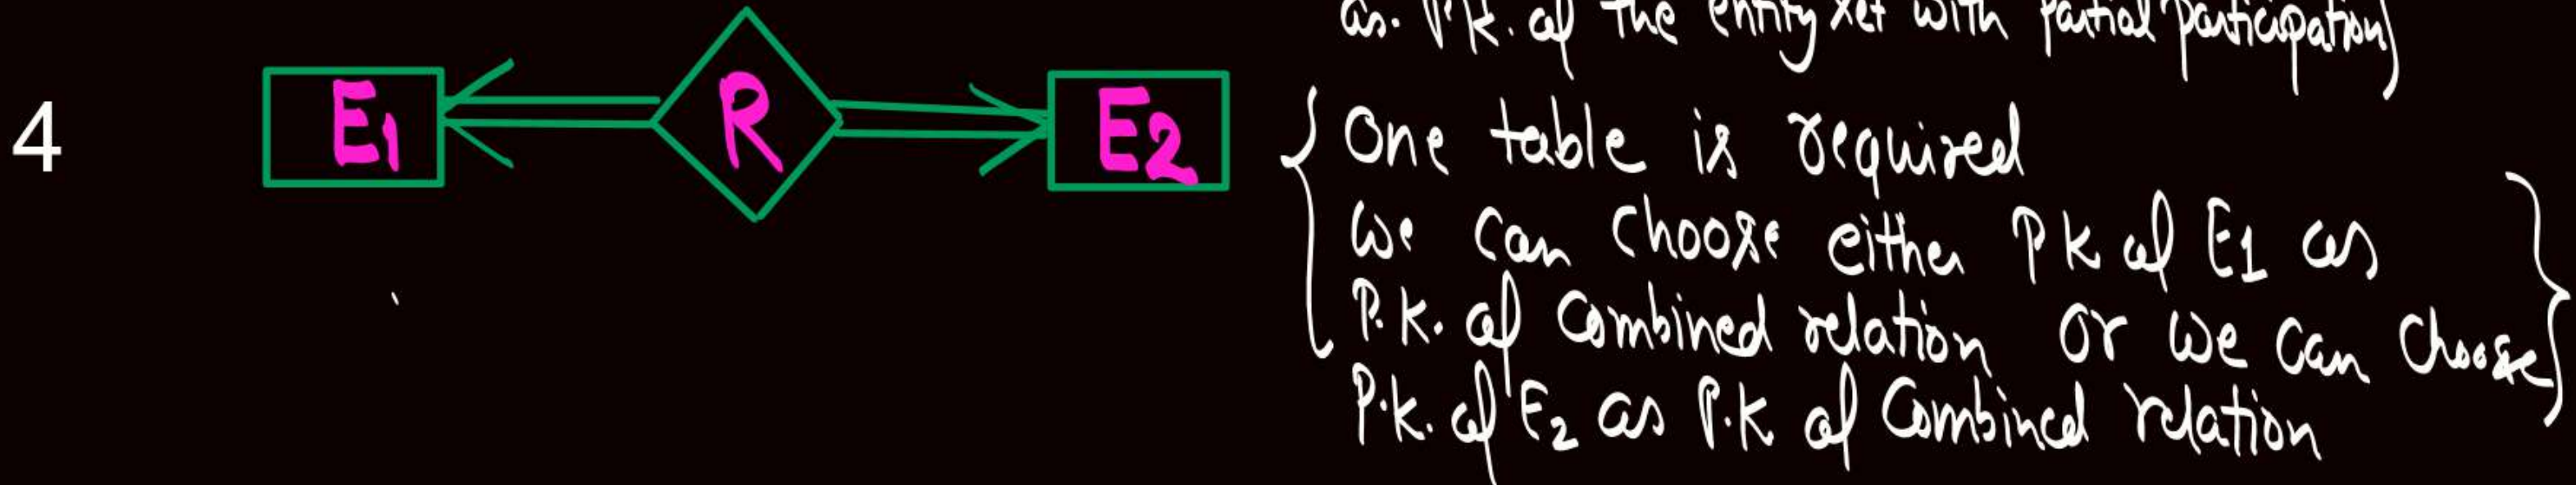 as. P.K. of the entity set with partial participation)
4
E1
R
E2
One table is required
We can choose either PK of E1 as
P.K. of Combined relation or we can choose
P.K. of E2 as P.K of Combined relation